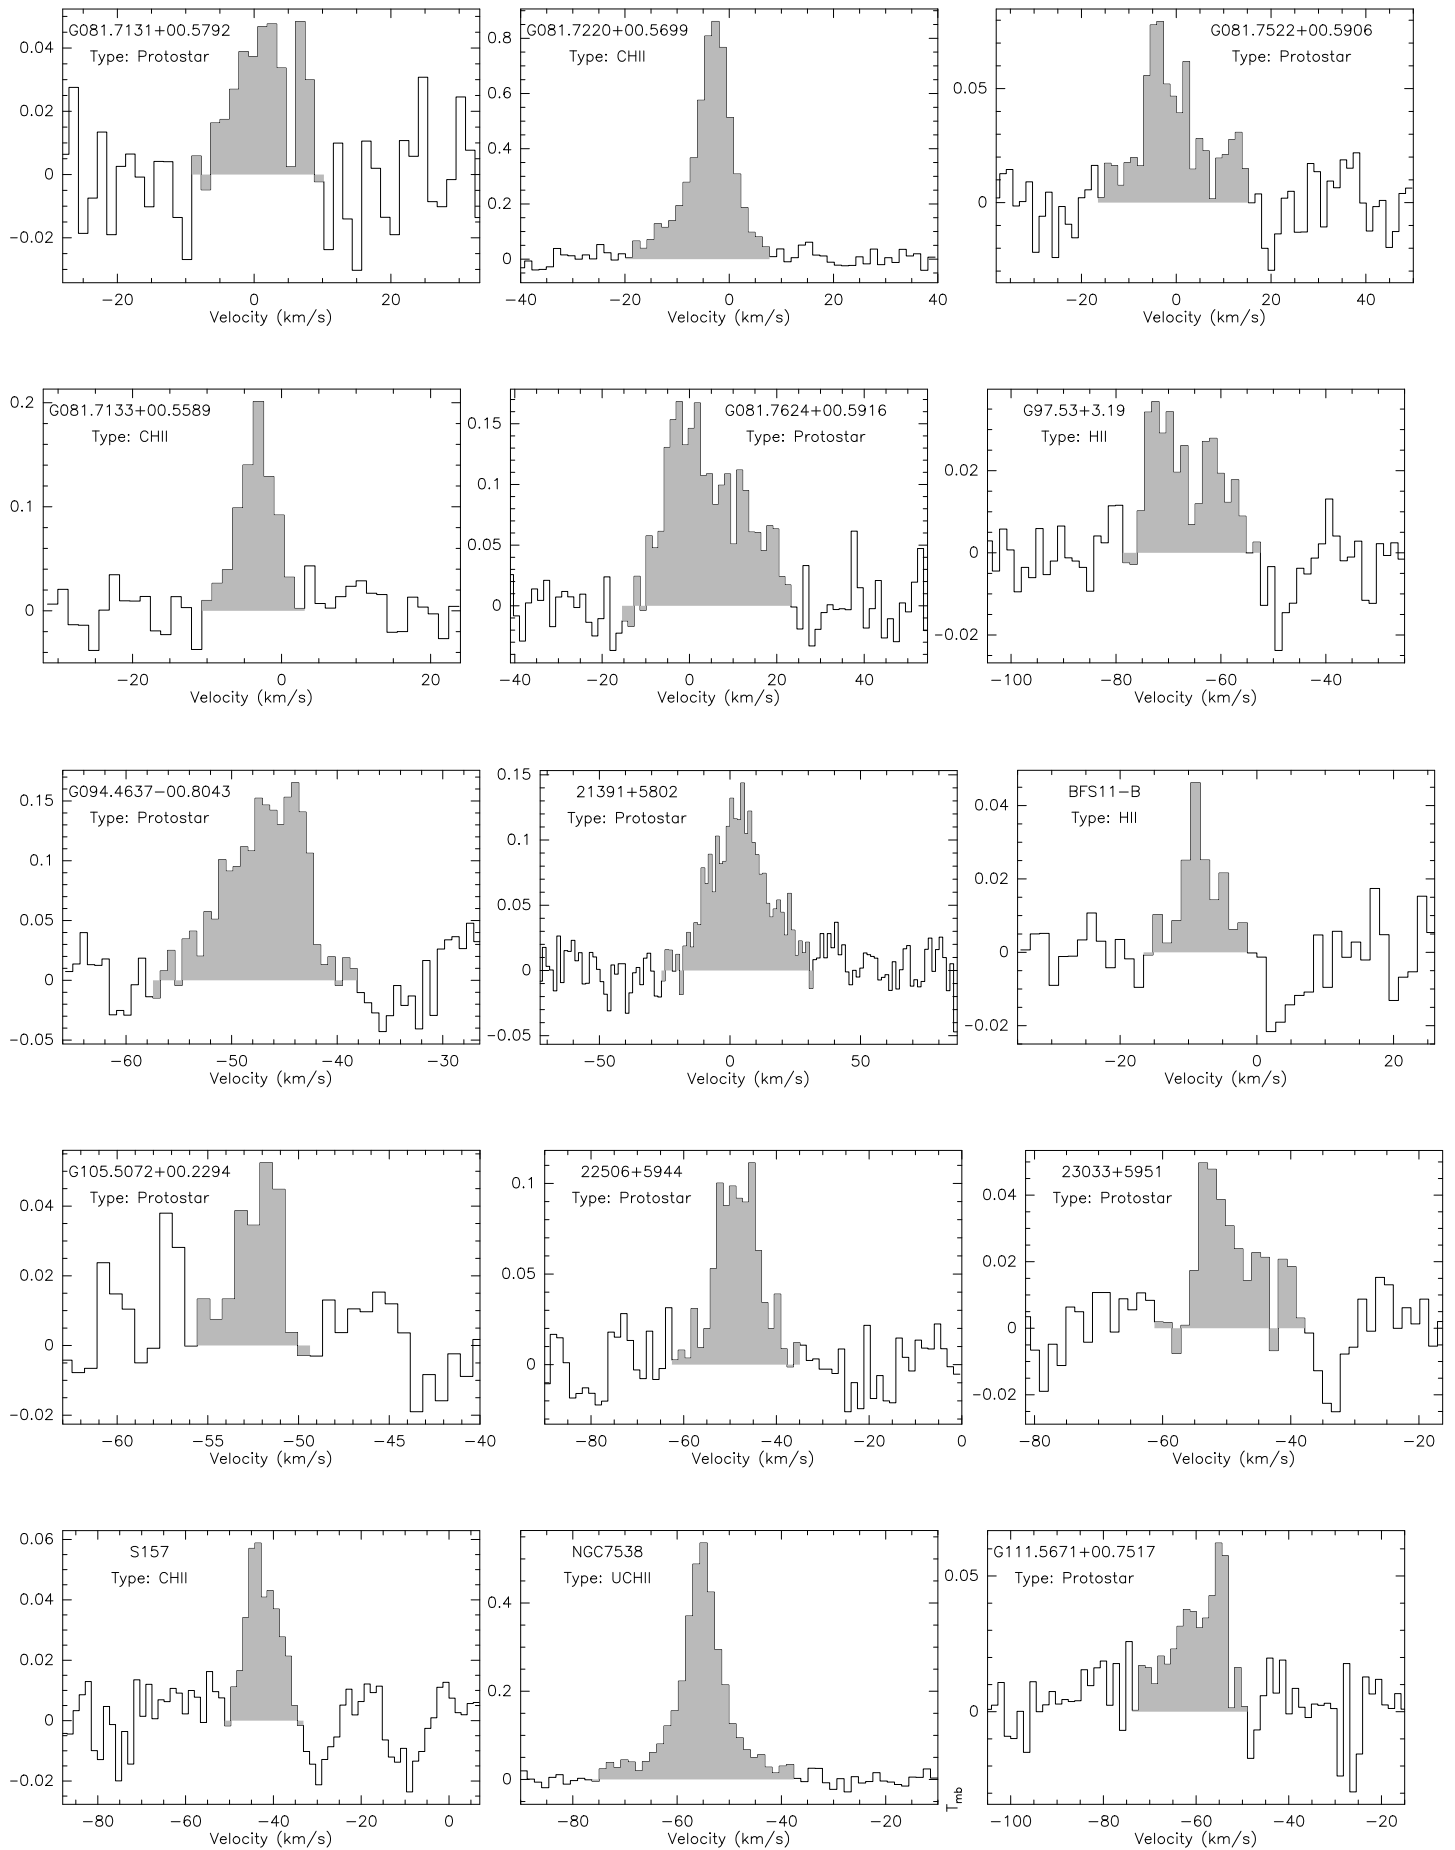 G081.7131+00.5792
Type: Protostar
0.04
0.02
0
−0.02
−20 0 20
Velocity (km/s)
G081.7220+00.5699
Type: CHII
0.8
0.6
0.4
0.2
0
−40 −20 0 20 40
Velocity (km/s)
G081.7522+00.5906
Type: Protostar
0.05
0
−20 0 20 40
Velocity (km/s)
G081.7133+00.5589
Type: CHII
0.2
0.1
0
−20 0 20
Velocity (km/s)
G081.7624+00.5916
Type: Protostar
0.15
0.1
0.05
0
−40 −20 0 20 40
Velocity (km/s)
G97.53+3.19
Type: HII
0.02
0
−0.02
−100 −80 −60 −40
Velocity (km/s)
G094.4637−00.8043
Type: Protostar
0.15
0.1
0.05
0
−0.05
−60 −50 −40 −30
Velocity (km/s)
21391+5802
Type: Protostar
0.15
0.1
0.05
0
−0.05
−50 0 50
Velocity (km/s)
BFS11−B
Type: HII
0.04
0.02
0
−0.02
−20 0 20
Velocity (km/s)
G105.5072+00.2294
Type: Protostar
0.04
0.02
0
−0.02
−60 −55 −50 −45 −40
Velocity (km/s)
22506+5944
Type: Protostar
0.1
0.05
0
−80 −60 −40 −20 0
Velocity (km/s)
23033+5951
Type: Protostar
0.04
0.02
0
−0.02
−80 −60 −40 −20
Velocity (km/s)
S157
Type: CHII
0.06
0.04
0.02
0
−0.02
−80 −60 −40 −20 0
Velocity (km/s)
NGC7538
Type: UCHII
0.4
0.2
0
−80 −60 −40 −20
Velocity (km/s)
G111.5671+00.7517
Type: Protostar
0.05
0
Tmb
−100 −80 −60 −40 −20
Velocity (km/s)